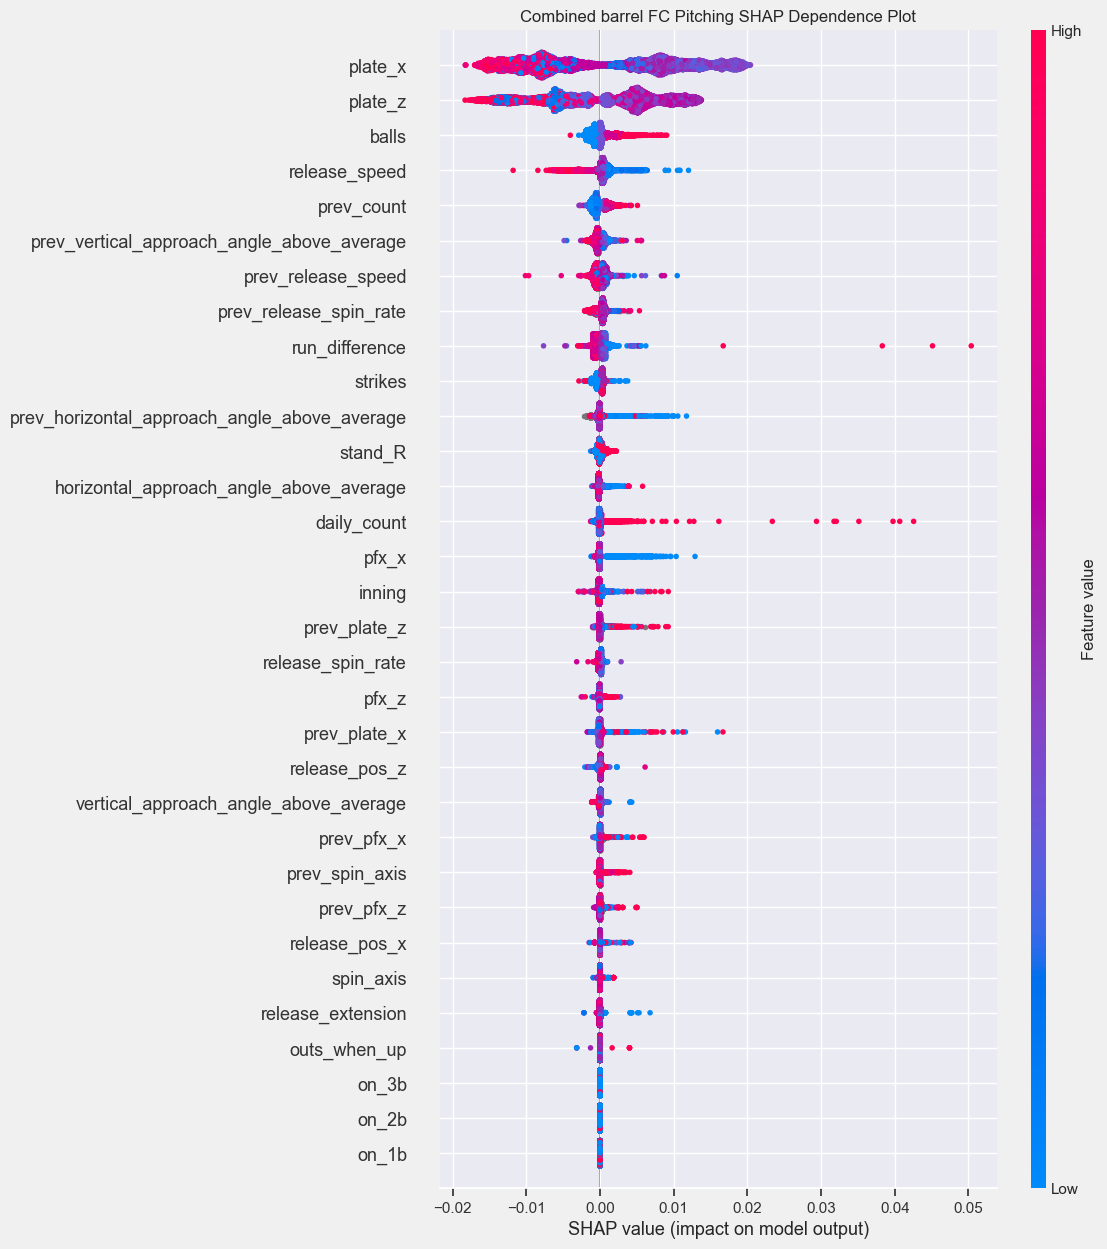 Combined barrel FC Pitching SHAP Dependence Plot
High
plate_x
plate_z
balls
release_speed
prev_count
prev_vertical_approach_angle_above_average
prev_release_speed
prev_release_spin_rate
run_difference
strikes
prev_horizontal_approach_angle_above_average
stand_R
horizontal_approach_angle_above_average
daily_count
pfx_x
inning
prev_plate_z
release_spin_rate
pfx_z
prev_plate_x
release_pos_z
vertical_approach_angle_above_average
prev_pfx_x
prev_spin_axis
prev_pfx_z
release_pos_x
spin_axis
release_extension
outs_when_up
on_3b
on_2b
on_1b
Feature value
Low
−0.02 −0.01 0.00 0.01 0.02 0.03 0.04 0.05
SHAP value (impact on model output)